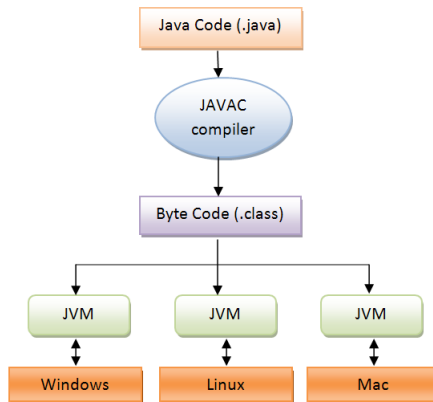 Java Code (.java)
JAVAC
compiler
Byte Code (.class)
JVM
JVM
JVM
Windows
Linux
Mac